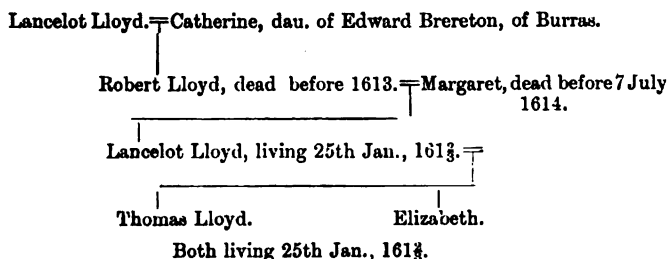 Lancelot Lloyd.=Catherine, dau. of Edward Brereton, of Burras.
Robert Lloyd, dead before 1613.=Margaret, dead before 7 July
1614.
Lancelot Lloyd, living 25th Jan., 161⅔.=
Thomas Lloyd. Elizabeth.
Both living 25th Jan., 161⅔.